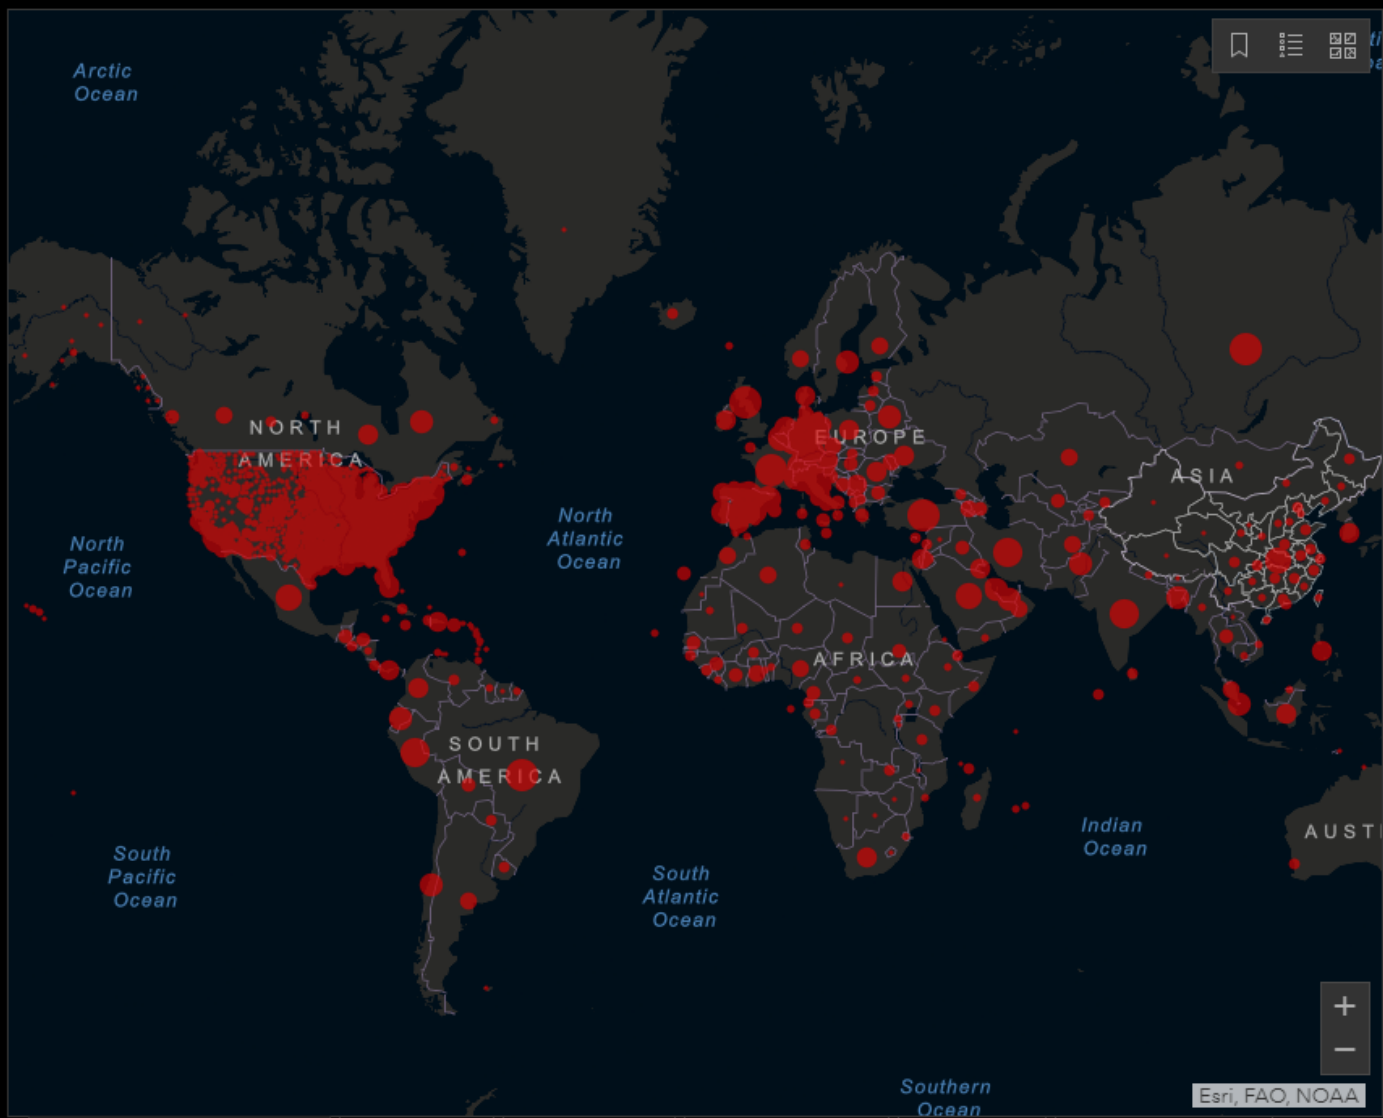 Arctic
Ocean
NORTH
AMERICA
EUROPE
ASIA
North
Pacific
Ocean
North
Atlantic
Ocean
AFRICA
SOUTH
AMERICA
Indian
Ocean
AUST
South
Pacific
Ocean
South
Atlantic
Ocean
Southern
Ocean
Esri, FAO, NOAA